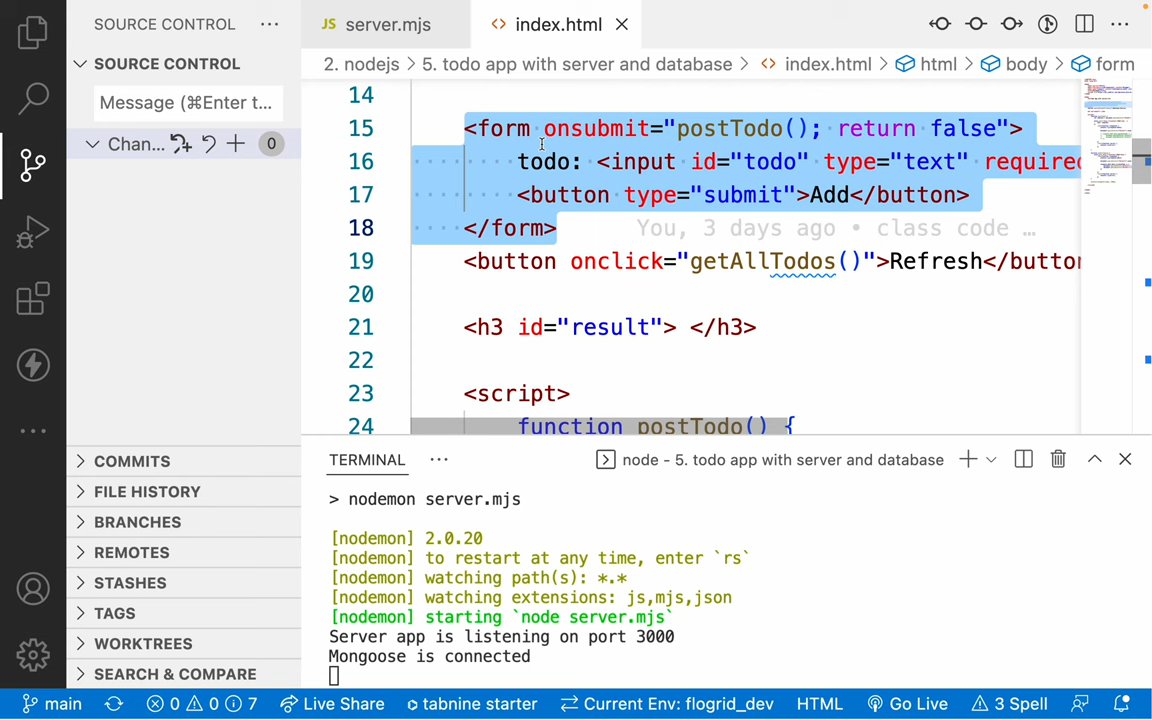 SOURCE CONTROL ···
JS server.mjs
<> index.html
SOURCE CONTROL
Message (⌘Enter t...
Chan... 0
2. nodejs > 5. todo app with server and database > <> index.html > html > body > form
14
15 <form onsubmit="postTodo(); return false">
16 todo: <input id="todo" type="text" required
17 <button type="submit">Add</button>
18 </form> You, 3 days ago • class code …
19 <button onclick="getAllTodos()">Refresh</button
20
21 <h3 id="result"> </h3>
22
23 <script>
24 function postTodo() {
COMMITS
FILE HISTORY
BRANCHES
REMOTES
STASHES
TAGS
WORKTREES
SEARCH & COMPARE
TERMINAL ··· node - 5. todo app with server and database
> nodemon server.mjs
[nodemon] 2.0.20
[nodemon] to restart at any time, enter `rs`
[nodemon] watching path(s): *.*
[nodemon] watching extensions: js,mjs,json
[nodemon] starting `node server.mjs`
Server app is listening on port 3000
Mongoose is connected
main 0 0 7 Live Share tabnine starter Current Env: flogrid_dev HTML Go Live 3 Spell